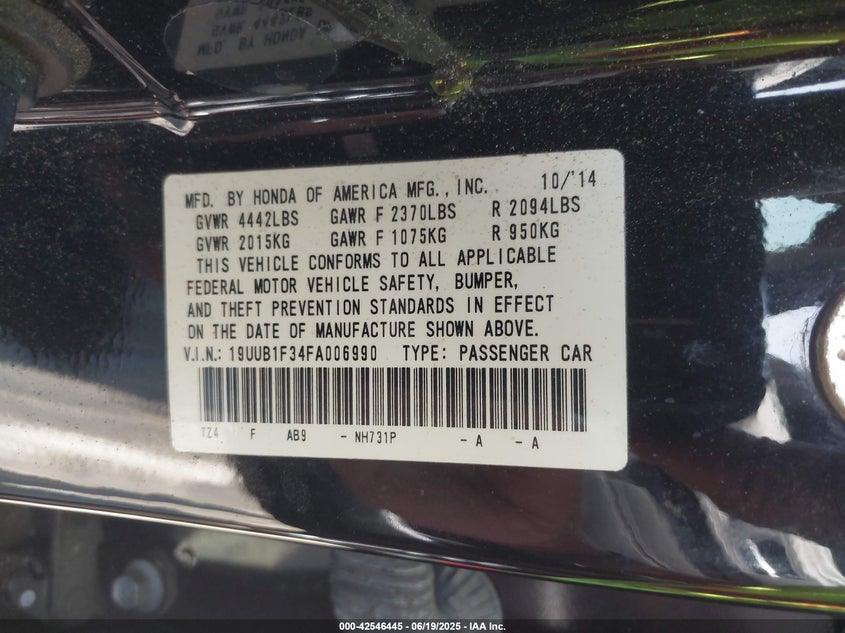 MFD. BY HONDA OF AMERICA MFG., INC. 10/'14
GVWR 4442LBS GAWR F 2370LBS R 2094LBS
GVWR 2015KG GAWR F 1075KG R 950KG
THIS VEHICLE CONFORMS TO ALL APPLICABLE
FEDERAL MOTOR VEHICLE SAFETY, BUMPER,
AND THEFT PREVENTION STANDARDS IN EFFECT
ON THE DATE OF MANUFACTURE SHOWN ABOVE.
V.I.N.: 19UUB1F34FA006990 TYPE: PASSENGER CAR
TZ4 F AB9 - NH731P - A - A
000-42546445 - 06/19/2025 - IAA Inc.